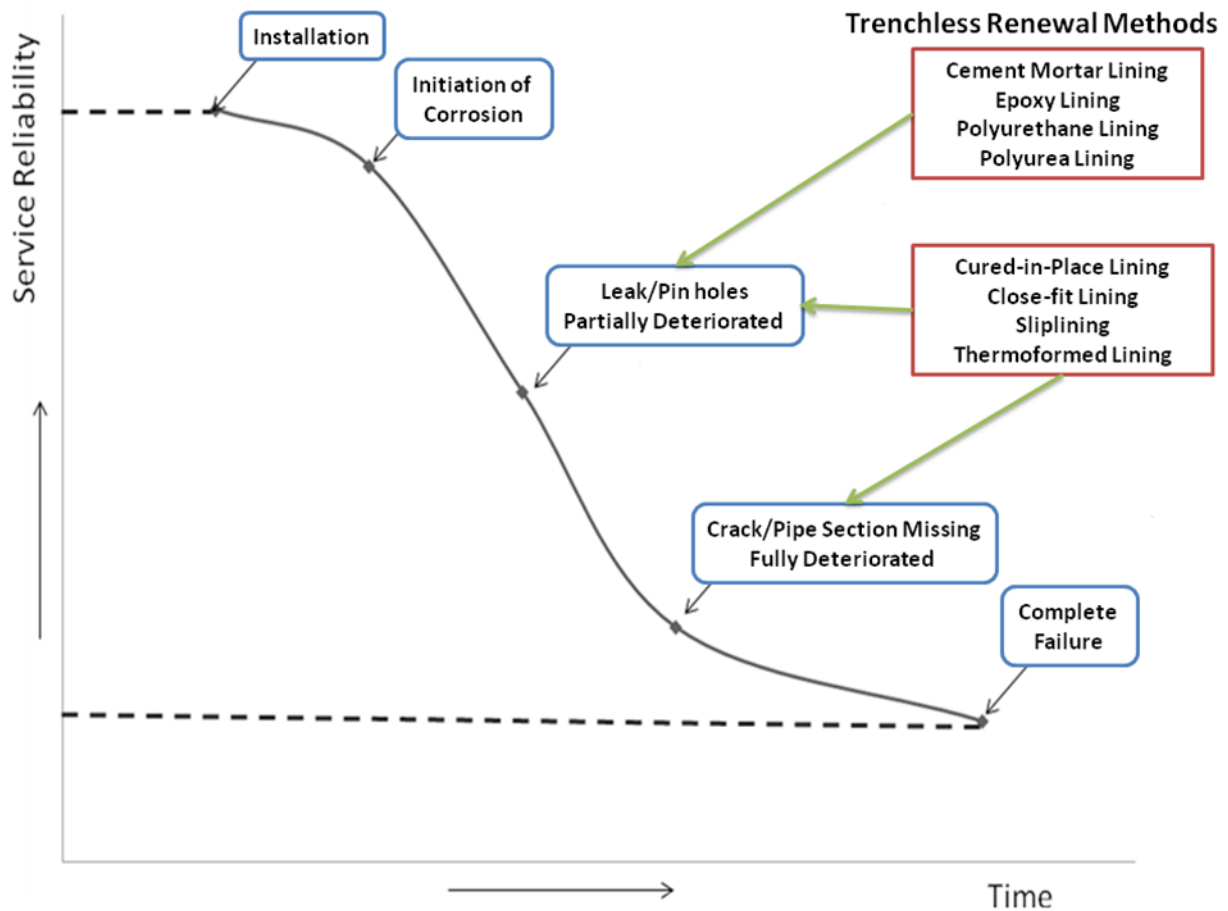 Trenchless Renewal Methods
Installation
Initiation of
Corrosion
Cement Mortar Lining
Epoxy Lining
Polyurethane Lining
Polyurea Lining
Service Reliability
Leak/Pin holes
Partially Deteriorated
Cured-in-Place Lining
Close-fit Lining
Sliplining
Thermoformed Lining
Crack/Pipe Section Missing
Fully Deteriorated
Complete
Failure
Time